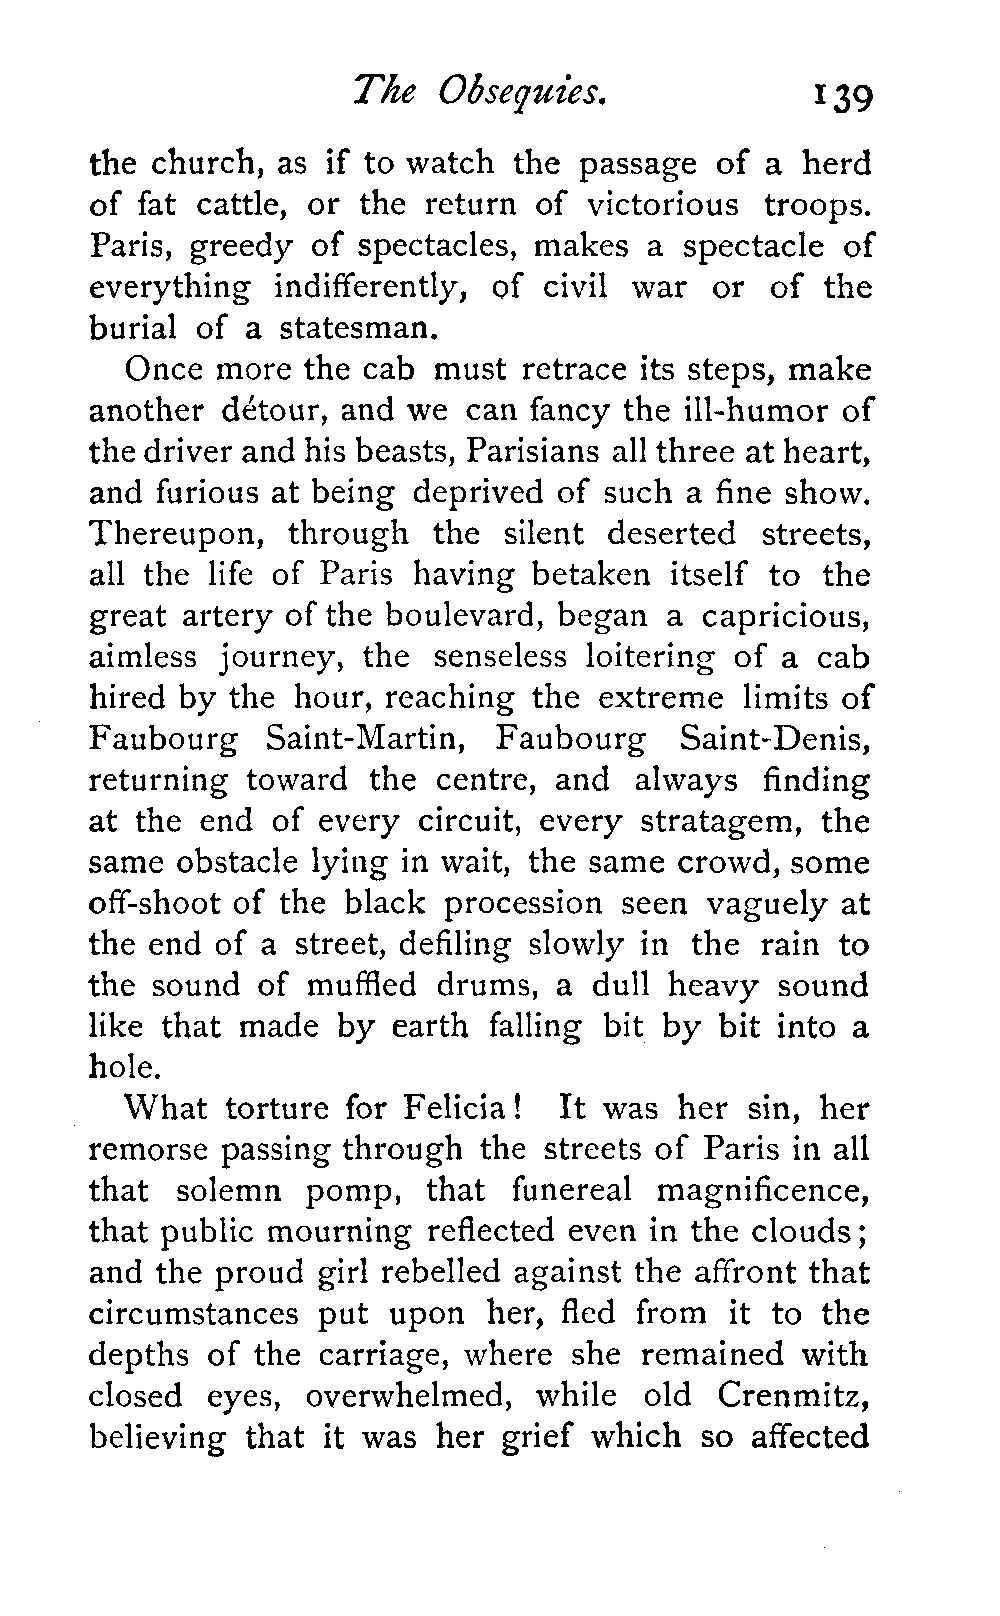 The Obsequies. 139
the church, as if to watch the passage of a herd
of fat cattle, or the return of victorious troops.
Paris, greedy of spectacles, makes a spectacle of
everything indifferently, of civil war or of the
burial of a statesman.
Once more the cab must retrace its steps, make
another détour, and we can fancy the ill-humor of
the driver and his beasts, Parisians all three at heart,
and furious at being deprived of such a fine show.
Thereupon, through the silent deserted streets,
all the life of Paris having betaken itself to the
great artery of the boulevard, began a capricious,
aimless journey, the senseless loitering of a cab
hired by the hour, reaching the extreme limits of
Faubourg Saint-Martin, Faubourg Saint-Denis,
returning toward the centre, and always finding
at the end of every circuit, every stratagem, the
same obstacle lying in wait, the same crowd, some
off-shoot of the black procession seen vaguely at
the end of a street, defiling slowly in the rain to
the sound of muffled drums, a dull heavy sound
like that made by earth falling bit by bit into a
hole.
What torture for Felicia! It was her sin, her
remorse passing through the streets of Paris in all
that solemn pomp, that funereal magnificence,
that public mourning reflected even in the clouds;
and the proud girl rebelled against the affront that
circumstances put upon her, fled from it to the
depths of the carriage, where she remained with
closed eyes, overwhelmed, while old Crenmitz,
believing that it was her grief which so affected